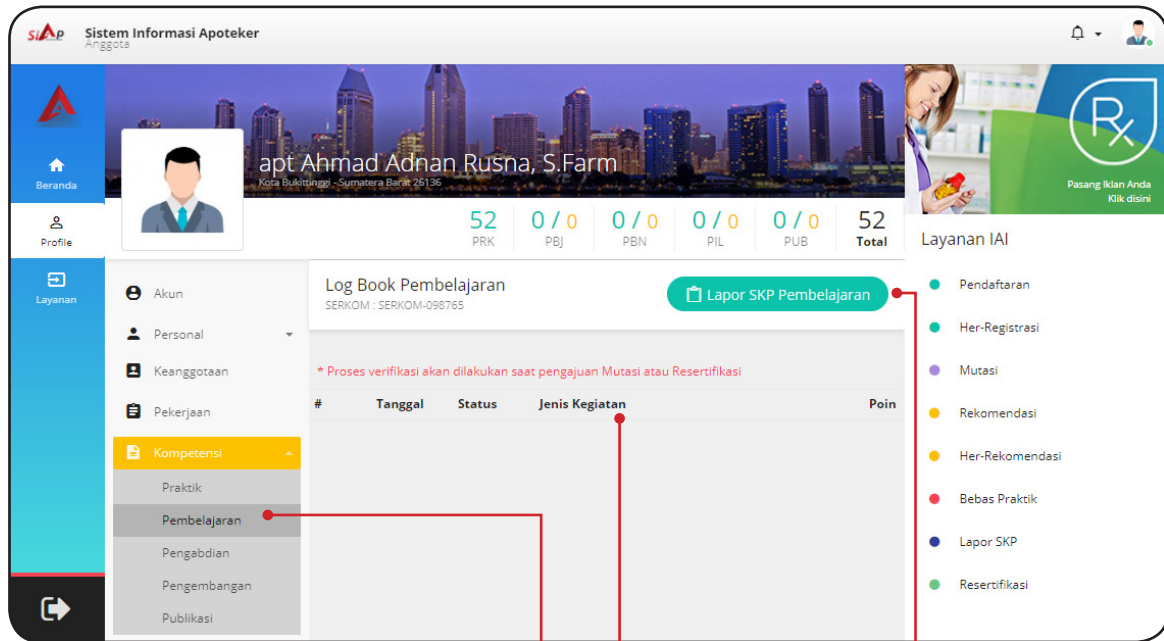 SIAP
Sistem Informasi Apoteker
Anggota
Beranda
Profile
Layanan
apt Ahmad Adnan Rusna, S.Farm
Kota Bukittinggi - Sumatera Barat 26136
52 0 / 0 0 / 0 0 / 0 0 / 0 52
PRK PBJ PBN PIL PUB Total
Rx
Pasang Iklan Anda
Klik disini
Akun
Personal
Keanggotaan
Pekerjaan
Kompetensi
Praktik
Pembelajaran
Pengabdian
Pengembangan
Publikasi
Log Book Pembelajaran
SERKOM : SERKOM-098765
Lapor SKP Pembelajaran
* Proses verifikasi akan dilakukan saat pengajuan Mutasi atau Resertifikasi
# Tanggal Status Jenis Kegiatan Poin
Layanan IAI
Pendaftaran
Her-Registrasi
Mutasi
Rekomendasi
Her-Rekomendasi
Bebas Praktik
Lapor SKP
Resertifikasi